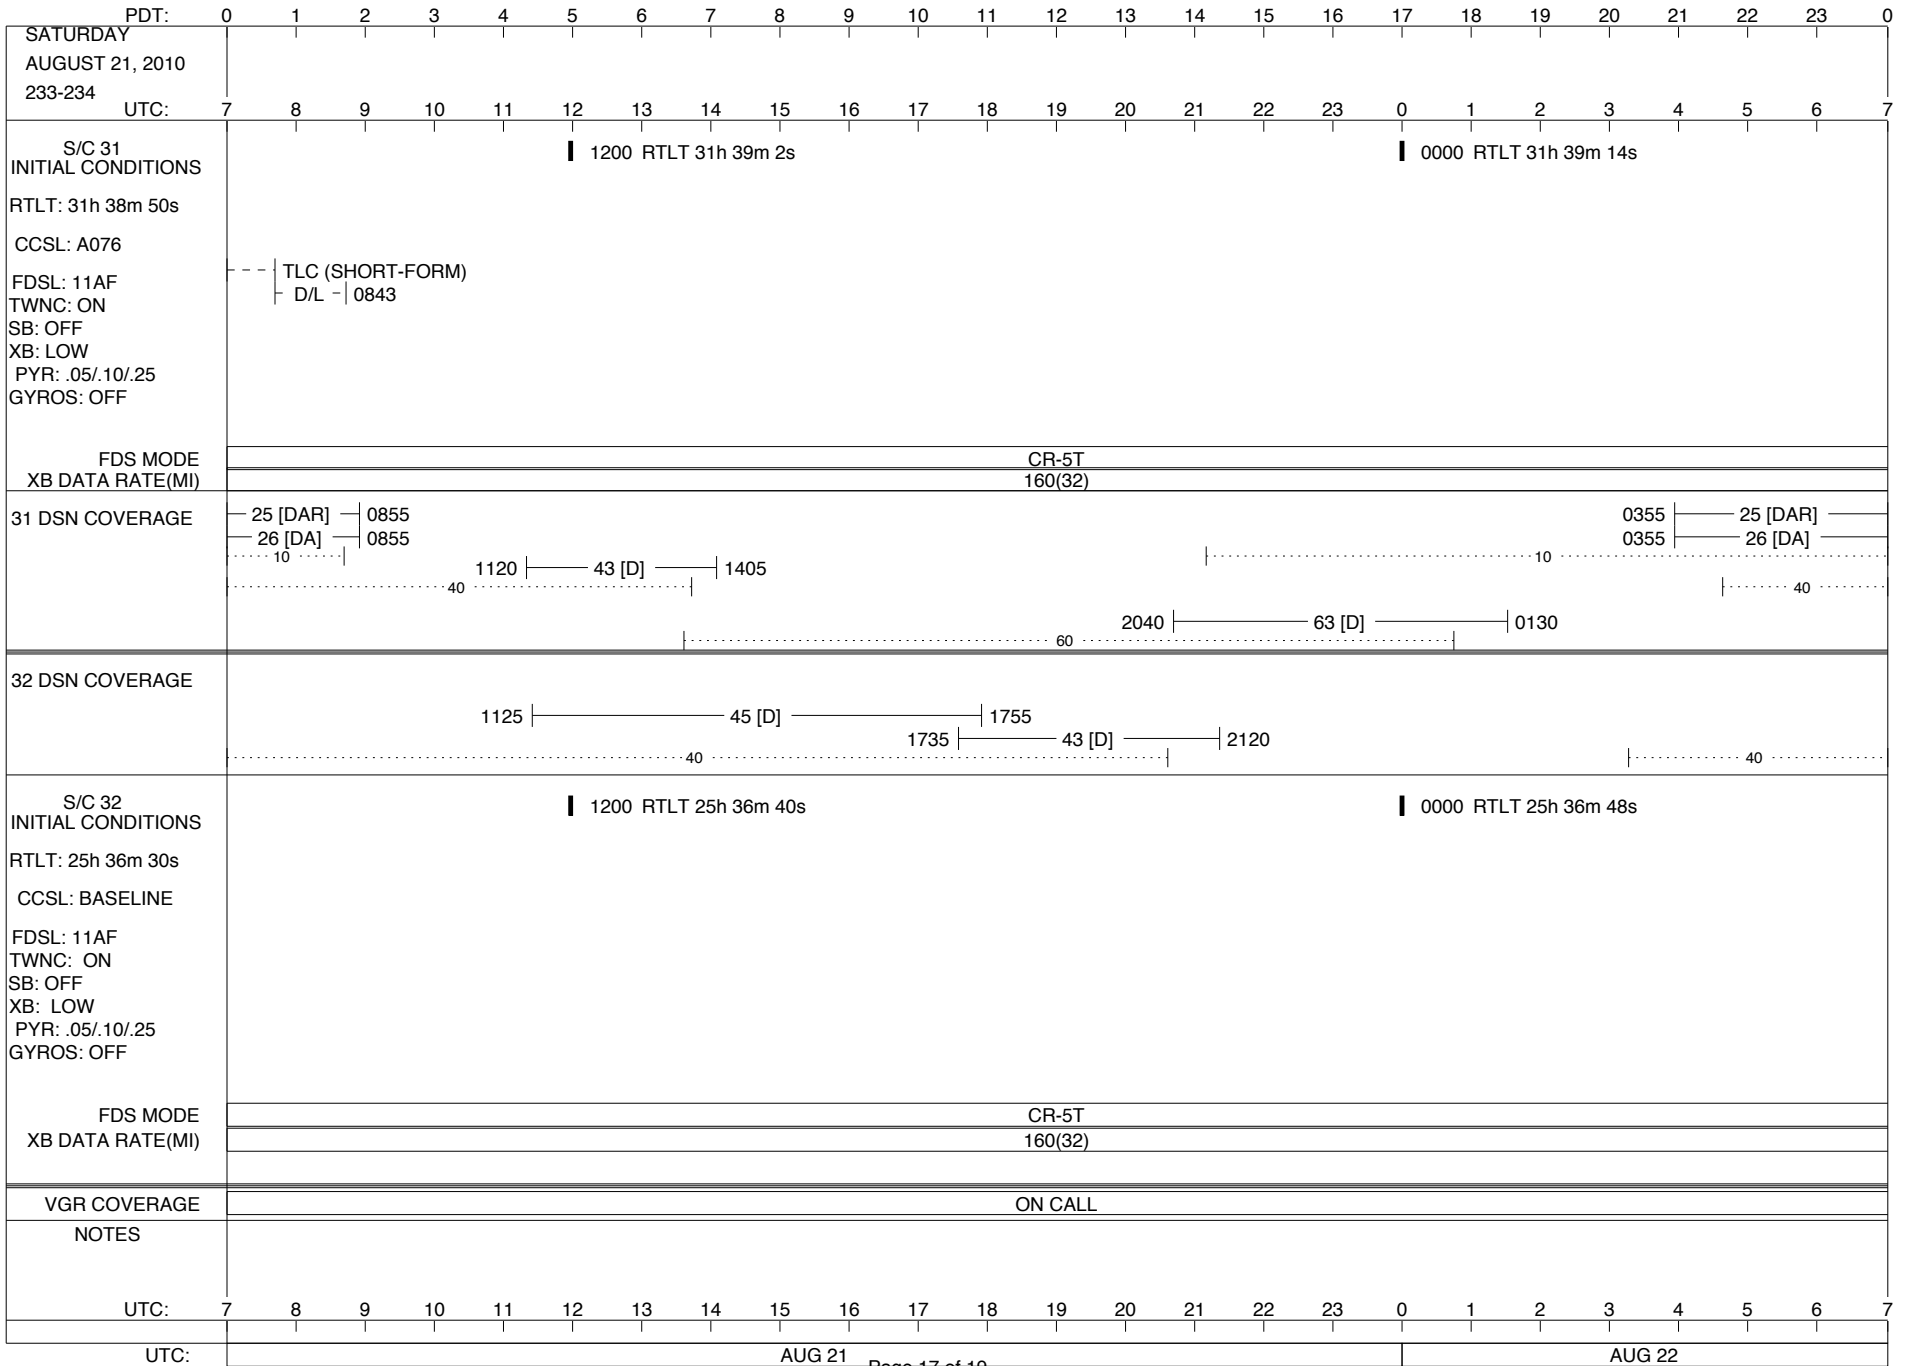 PDT: 0 1 2 3 4 5 6 7 8 9 10 11 12 13 14 15 16 17 18 19 20 21 22 23 0
SATURDAY
AUGUST 21, 2010
233-234
UTC: 7 8 9 10 11 12 13 14 15 16 17 18 19 20 21 22 23 0 1 2 3 4 5 6 7
S/C 31
INITIAL CONDITIONS
1200 RTLT 31h 39m 2s
0000 RTLT 31h 39m 14s
RTLT: 31h 38m 50s
CCSL: A076
TLC (SHORT-FORM)
FDSL: 11AF
D/L 0843
TWNC: ON
SB: OFF
XB: LOW
PYR: .05/.10/.25
GYROS: OFF
FDS MODE CR-5T
XB DATA RATE(MI) 160(32)
31 DSN COVERAGE
25 [DAR] 0855 0355 25 [DAR]
26 [DA] 0855 0355 26 [DA]
10 10
1120 43 [D] 1405
40 40
2040 63 [D] 0130
60
32 DSN COVERAGE
1125 45 [D] 1755
1735 43 [D] 2120
40 40
S/C 32
INITIAL CONDITIONS
1200 RTLT 25h 36m 40s
0000 RTLT 25h 36m 48s
RTLT: 25h 36m 30s
CCSL: BASELINE
FDSL: 11AF
TWNC: ON
SB: OFF
XB: LOW
PYR: .05/.10/.25
GYROS: OFF
FDS MODE CR-5T
XB DATA RATE(MI) 160(32)
VGR COVERAGE ON CALL
NOTES
UTC: 7 8 9 10 11 12 13 14 15 16 17 18 19 20 21 22 23 0 1 2 3 4 5 6 7
UTC: AUG 21 AUG 22
Page 17 of 19